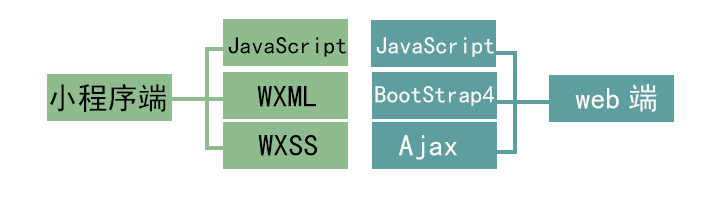 小程序端
JavaScript
WXML
WXSS
JavaScript
BootStrap4
Ajax
web 端